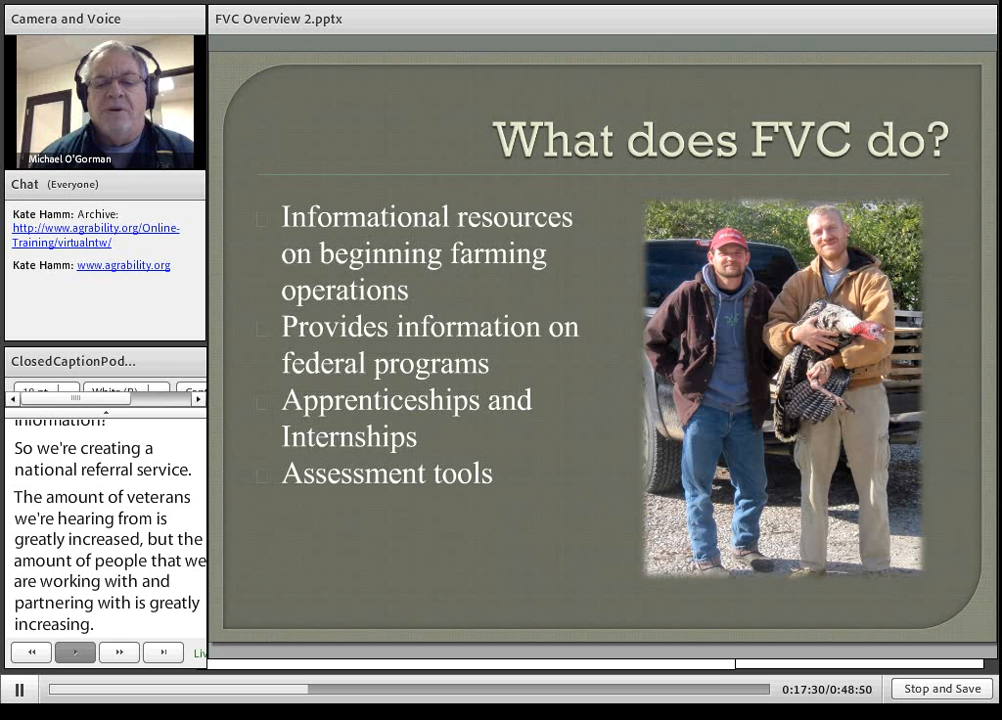 Camera and Voice
Michael O'Gorman
Chat (Everyone)
Kate Hamm: Archive:
http://www.agrability.org/Online-
Training/virtualntw/
Kate Hamm: www.agrability.org
ClosedCaptionPod...
information?
So we're creating a
national referral service.
The amount of veterans
we're hearing from is
greatly increased, but the
amount of people that we
are working with and
partnering with is greatly
increasing.
FVC Overview 2.pptx
What does FVC do?
Informational resources
on beginning farming
operations
Provides information on
federal programs
Apprenticeships and
Internships
Assessment tools
0:17:30/0:48:50
Stop and Save